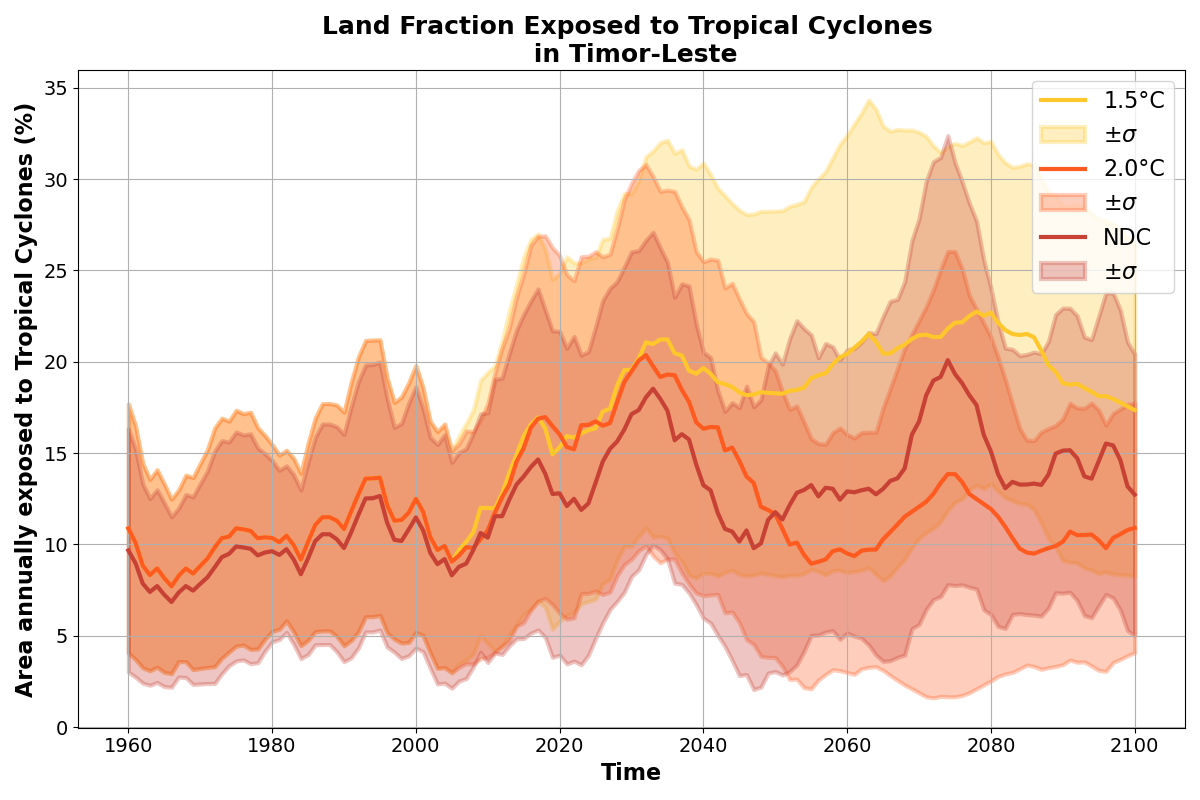 Land Fraction Exposed to Tropical Cyclones
in Timor-Leste
Area annually exposed to Tropical Cyclones (%)
35
30
25
20
15
10
5
0
1.5°C
±σ
2.0°C
±σ
NDC
±σ
1960
1980
2000
2020
2040
2060
2080
2100
Time